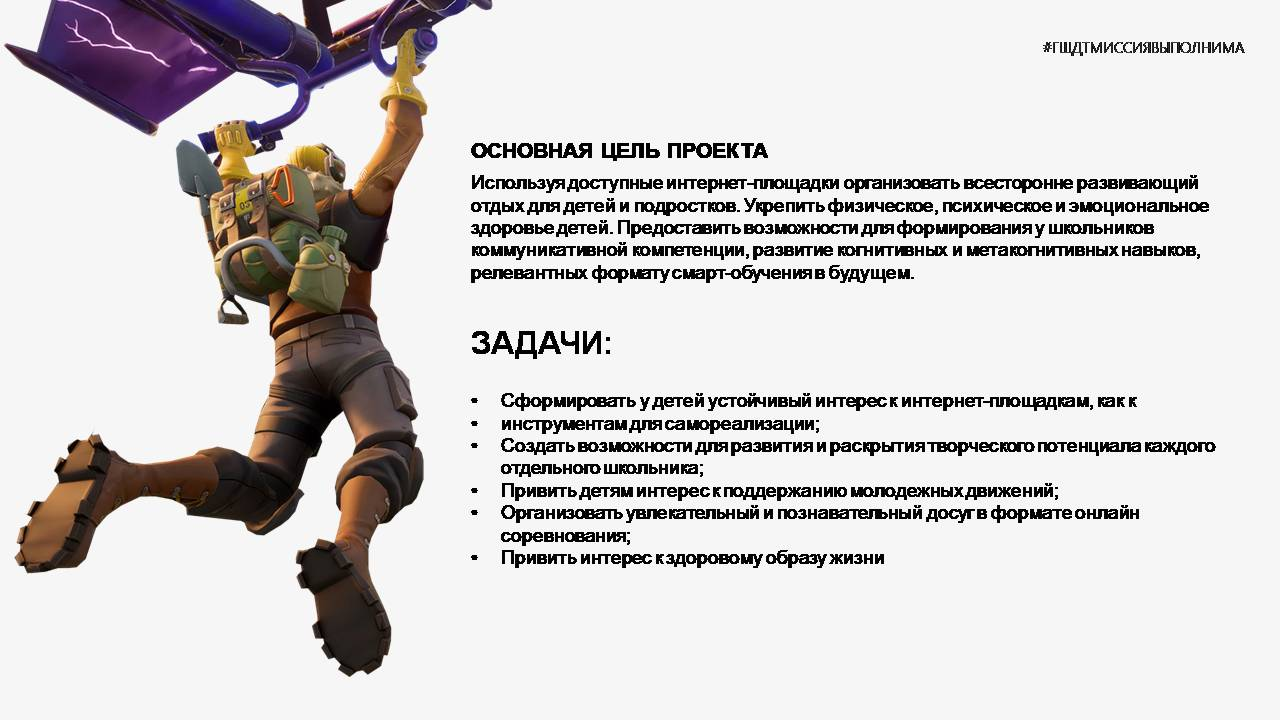 #ГЩДТМИССИЯВЫПОЛНИМА
ОСНОВНАЯ ЦЕЛЬ ПРОЕКТА
Используя доступные интернет-площадки организовать всесторонне развивающий
отдых для детей и подростков. Укрепить физическое, психическое и эмоциональное
здоровье детей. Предоставить возможности для формирования у школьников
коммуникативной компетенции, развитие когнитивных и метакогнитивных навыков,
релевантных формату смарт-обучения в будущем.
ЗАДАЧИ:
• Сформировать у детей устойчивый интерес к интернет-площадкам, как к
• инструментам для самореализации;
• Создать возможности для развития и раскрытия творческого потенциала каждого
отдельного школьника;
• Привить детям интерес к поддержанию молодежных движений;
• Организовать увлекательный и познавательный досуг в формате онлайн
соревнования;
• Привить интерес к здоровому образу жизни